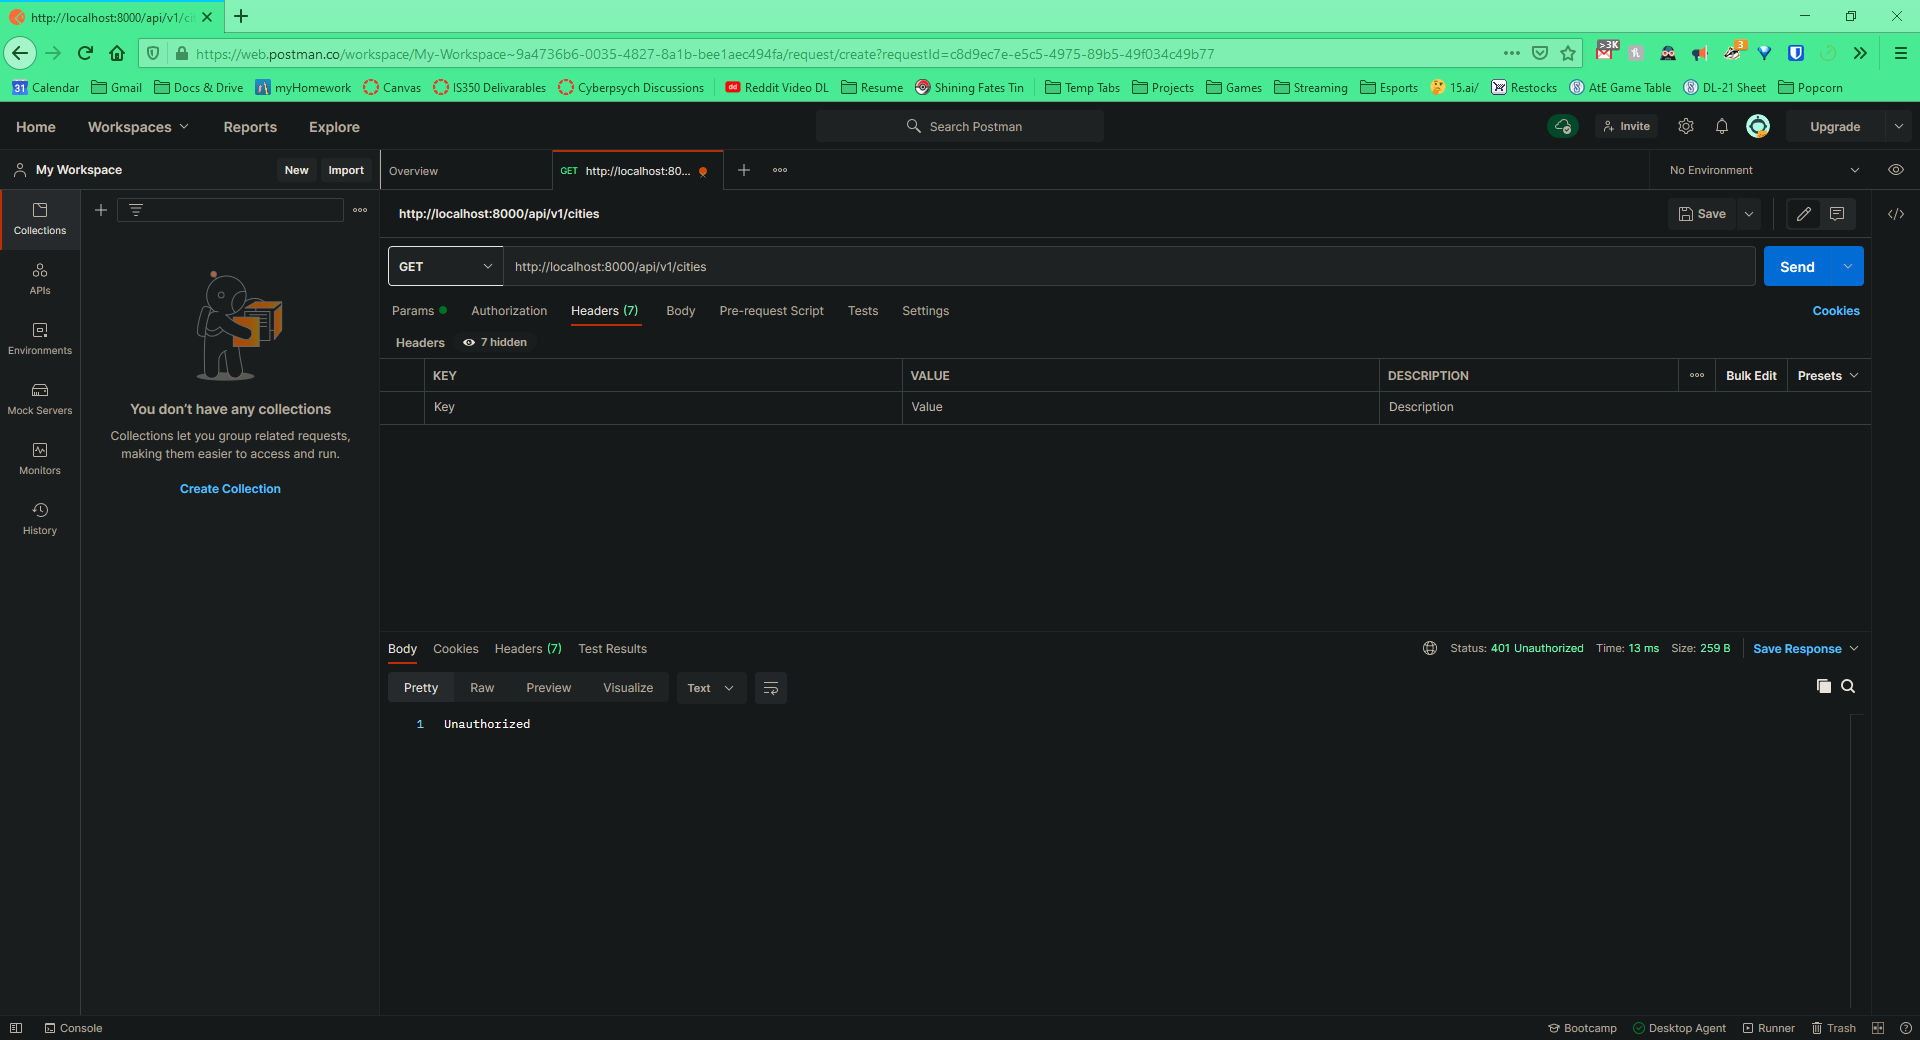 http://localhost:8000/api/v1/ci
https://web.postman.co/workspace/My-Workspace~9a4736b6-0035-4827-8a1b-bee1aec494fa/request/create?requestId=c8d9ec7e-e5c5-4975-89b5-49f034c49b77
>3K
3
31 Calendar Gmail Docs & Drive myHomework Canvas IS350 Delivarables Cyberpsych Discussions dd Reddit Video DL Resume Shining Fates Tin Temp Tabs Projects Games Streaming Esports 15.ai/ Restocks AtE Game Table DL-21 Sheet Popcorn
Home Workspaces Reports Explore Search Postman Invite Upgrade
My Workspace New Import Overview GET http://localhost:80... No Environment
http://localhost:8000/api/v1/cities Save
Collections
GET http://localhost:8000/api/v1/cities Send
APIs
Params Authorization Headers (7) Body Pre-request Script Tests Settings Cookies
Environments
Headers 7 hidden
KEY VALUE DESCRIPTION Bulk Edit Presets
Key Value Description
Mock Servers
You don't have any collections
Collections let you group related requests,
making them easier to access and run.
Monitors
Create Collection
History
Body Cookies Headers (7) Test Results Status: 401 Unauthorized Time: 13 ms Size: 259 B Save Response
Pretty Raw Preview Visualize Text
1 Unauthorized
Console Bootcamp Desktop Agent Runner Trash